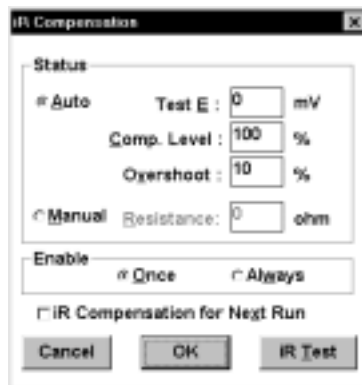 iR Compensation
Status
Auto Test E : 0 mV
Comp. Level : 100 %
Overshoot : 10 %
Manual Resistance: 0 ohm
Enable
Once Always
iR Compensation for Next Run
Cancel OK IR Test